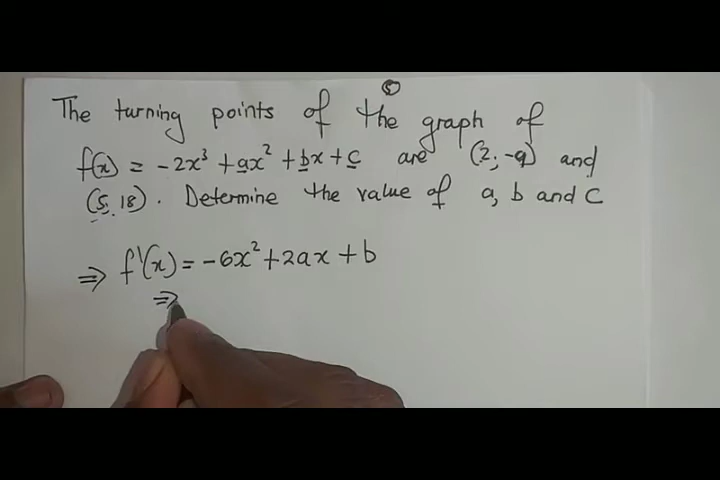 ⑤
The turning points of the graph of
f(x) = -2x³ + ax² + bx + c are (2; -9) and
(5; 18). Determine the value of a, b and c
⇒ f'(x) = -6x² + 2ax + b
⇒